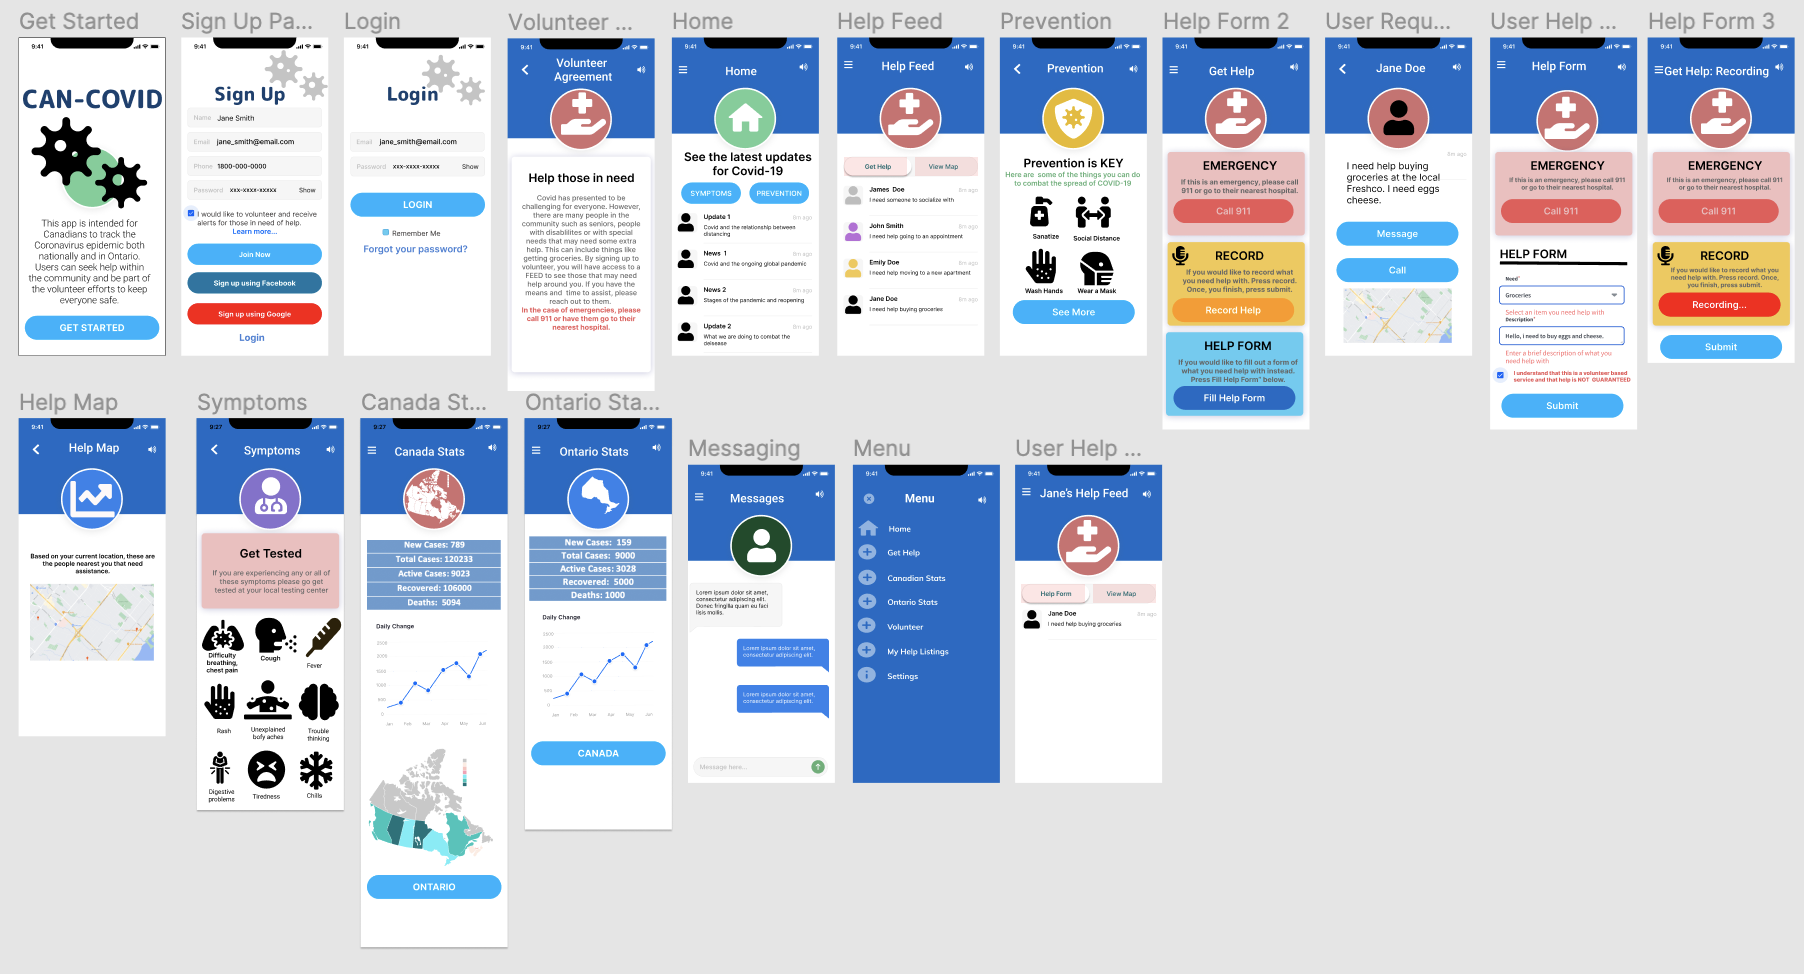 Get Started
9:41
CAN-COVID
This app is intended for
Canadians to track the
Coronavirus epidemic both
nationally and in Ontario.
Users can seek help within
the community and be part of
the volunteer efforts to keep
everyone safe.
GET STARTED
Sign Up Pa...
9:41
Sign Up
Name Jane Smith
Email jane_smith@email.com
Phone 1800-000-0000
Password xxx-xxxx-xxxxx Show
I would like to volunteer and receive
alerts for those in need of help.
Learn more...
Join Now
Sign up using Facebook
Sign up using Google
Login
Login
9:41
Login
Email jane_smith@email.com
Password xxx-xxxx-xxxxx Show
LOGIN
Remember Me
Forgot your password?
Volunteer ...
9:41
Volunteer
Agreement
Help those in need
Covid has presented to be
challenging for everyone. However,
there are many people in the
community such as seniors, people
with disabilites or with special
needs that may need some extra
help. This can include things like
getting groceries. By signing up to
volunteer, you will have access to a
FEED to see those that may need
help around you. If you have the
means and time to assist, please
reach out to them.
In the case of emergencies, please
call 911 or have them go to their
nearest hospital.
Home
9:41
Home
See the latest updates
for Covid-19
SYMPTOMS PREVENTION
Update 1 8m ago
Covid and the relationship between
distancing
News 1 8m ago
Covid and the ongoing global pandemic
News 2 8m ago
Stages of the pandemic and reopening
Update 2 8m ago
What we are doing to combat the
deisease
Help Feed
9:41
Help Feed
Get Help View Map
James Doe 8m ago
I need someone to socialize with
John Smith 8m ago
I need help going to an appointment
Emily Doe 8m ago
I need help moving to a new apartment
Jane Doe 8m ago
I need help buying groceries
Prevention
9:41
Prevention
Prevention is KEY
Here are some of the things you can do
to combat the spread of COVID-19
Sanatize Social Distance
Wash Hands Wear a Mask
See More
Help Form 2
9:41
Get Help
EMERGENCY
If this is an emergency, please call
911 or go to their nearest hospital.
Call 911
RECORD
If you would like to record what
you need help with. Press record.
Once, you finish, press submit.
Record Help
HELP FORM
If you would like to fill out a form of
what you need help with instead.
Press Fill Help Form" below.
Fill Help Form
User Requ...
9:41
Jane Doe
8m ago
I need help buying
groceries at the local
Freshco. I need eggs
cheese.
Message
Call
User Help ...
9:41
Help Form
EMERGENCY
If this is an emergency, please call 911
or go to their nearest hospital.
Call 911
HELP FORM
Need*
Groceries
Select an item you need help with
Description*
Hello, I need to buy eggs and cheese.
Enter a brief description of what you
need help with
I understand that this is a volunteer based
service and that help is NOT GUARANTEED
Submit
Help Form 3
9:41
Get Help: Recording
EMERGENCY
If this is an emergency, please call 911
or go to their nearest hospital.
Call 911
RECORD
If you would like to record what you
need help with. Press record. Once,
you finish, press submit.
Recording...
Submit
Help Map
9:41
Help Map
Based on your current location, these are
the people nearest you that need
assistance.
Symptoms
9:27
Symptoms
Get Tested
If you are experiencing any or all of
these symptoms please go get
tested at your local testing center
Difficulty
breathing,
chest pain
Cough
Fever
Rash
Unexplained
bofy aches
Trouble
thinking
Digestive
problems
Tiredness
Chills
Canada St...
9:27
Canada Stats
New Cases: 789
Total Cases: 120233
Active Cases: 9023
Recovered: 106000
Deaths: 5094
Daily Change
2500
2000
1500
1000
500
0
Jan Feb Mar Apr May Jun
ONTARIO
Ontario Sta...
9:27
Ontario Stats
New Cases: 159
Total Cases: 9000
Active Cases: 3028
Recovered: 5000
Deaths: 1000
Daily Change
2500
2000
1500
1000
500
0
Jan Feb Mar Apr May Jun
CANADA
Messaging
9:41
Messages
Lorem ipsum dolor sit amet,
consectetur adipiscing elit.
Donec fringilla quam eu faci
lisis mollis.
Lorem ipsum dolor sit amet,
consectetur adipiscing elit.
Lorem ipsum dolor sit amet,
consectetur adipiscing elit.
Message here...
Menu
9:41
Menu
Home
Get Help
Canadian Stats
Ontario Stats
Volunteer
My Help Listings
Settings
User Help ...
9:41
Jane's Help Feed
Help Form View Map
Jane Doe 8m ago
I need help buying groceries